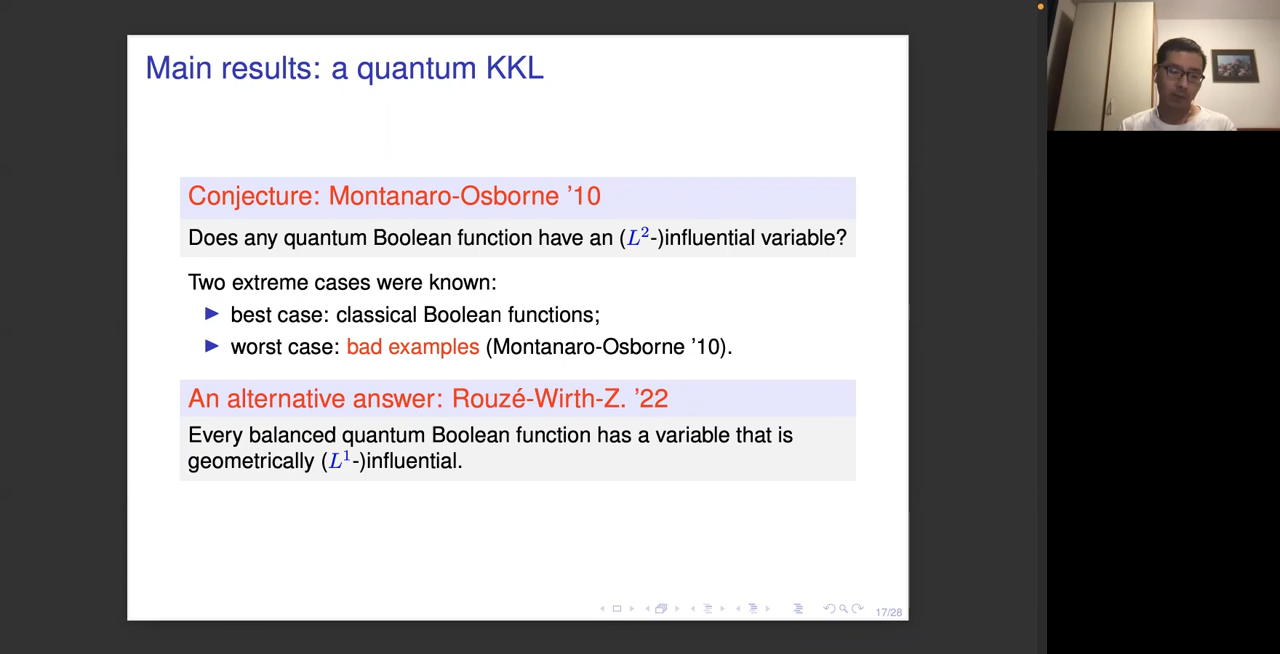 Main results: a quantum KKL
Conjecture: Montanaro-Osborne ’10
Does any quantum Boolean function have an (L²-)influential variable?
Two extreme cases were known:
▶ best case: classical Boolean functions;
▶ worst case: bad examples (Montanaro-Osborne ’10).
An alternative answer: Rouzé-Wirth-Z. ’22
Every balanced quantum Boolean function has a variable that is
geometrically (L¹-)influential.
17/28